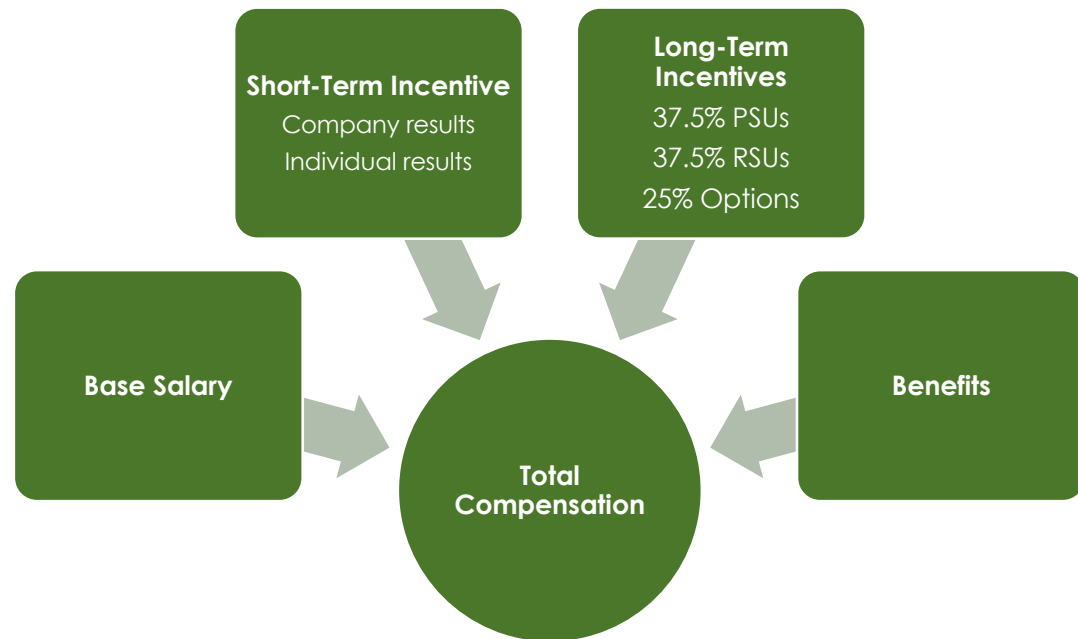 Short-Term Incentive
Company results
Individual results
Long-Term
Incentives
37.5% PSUs
37.5% RSUs
25% Options
Base Salary
Benefits
Total
Compensation